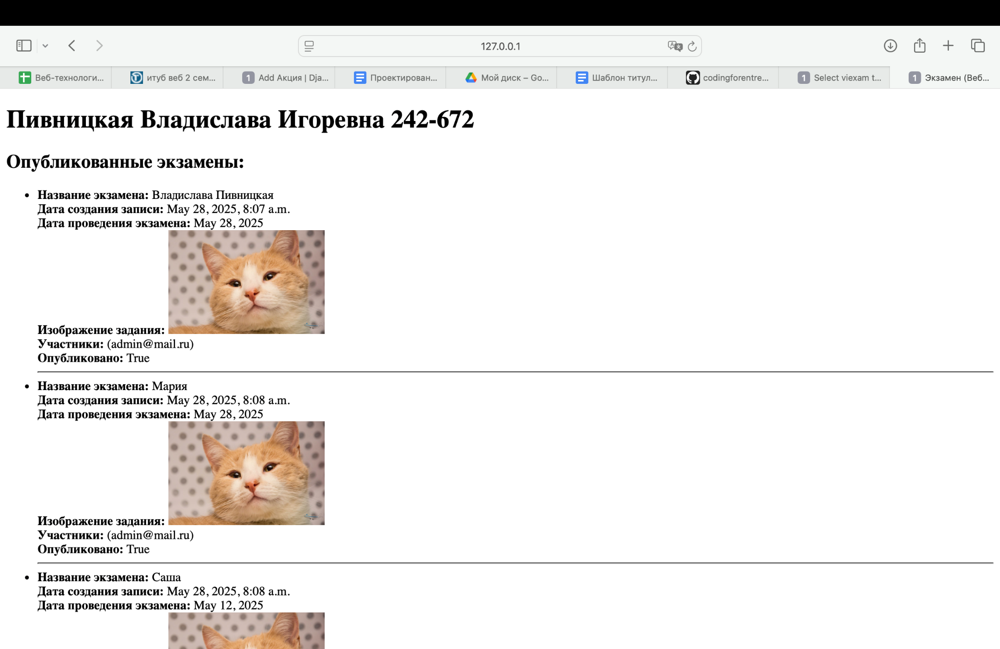 127.0.0.1
Веб-технологи...
итуб веб 2 сем...
1 Add Акция | Dja...
Проектирован...
Мой диск – Go...
Шаблон титул...
codingforentre...
1 Select viexam t...
1 Экзамен (Веб...
Пивницкая Владислава Игоревна 242-672
Опубликованные экзамены:
• Название экзамена: Владислава Пивницкая
Дата создания записи: May 28, 2025, 8:07 a.m.
Дата проведения экзамена: May 28, 2025
Изображение задания:
Участники: (admin@mail.ru)
Опубликовано: True
• Название экзамена: Мария
Дата создания записи: May 28, 2025, 8:08 a.m.
Дата проведения экзамена: May 28, 2025
Изображение задания:
Участники: (admin@mail.ru)
Опубликовано: True
• Название экзамена: Саша
Дата создания записи: May 28, 2025, 8:08 a.m.
Дата проведения экзамена: May 12, 2025